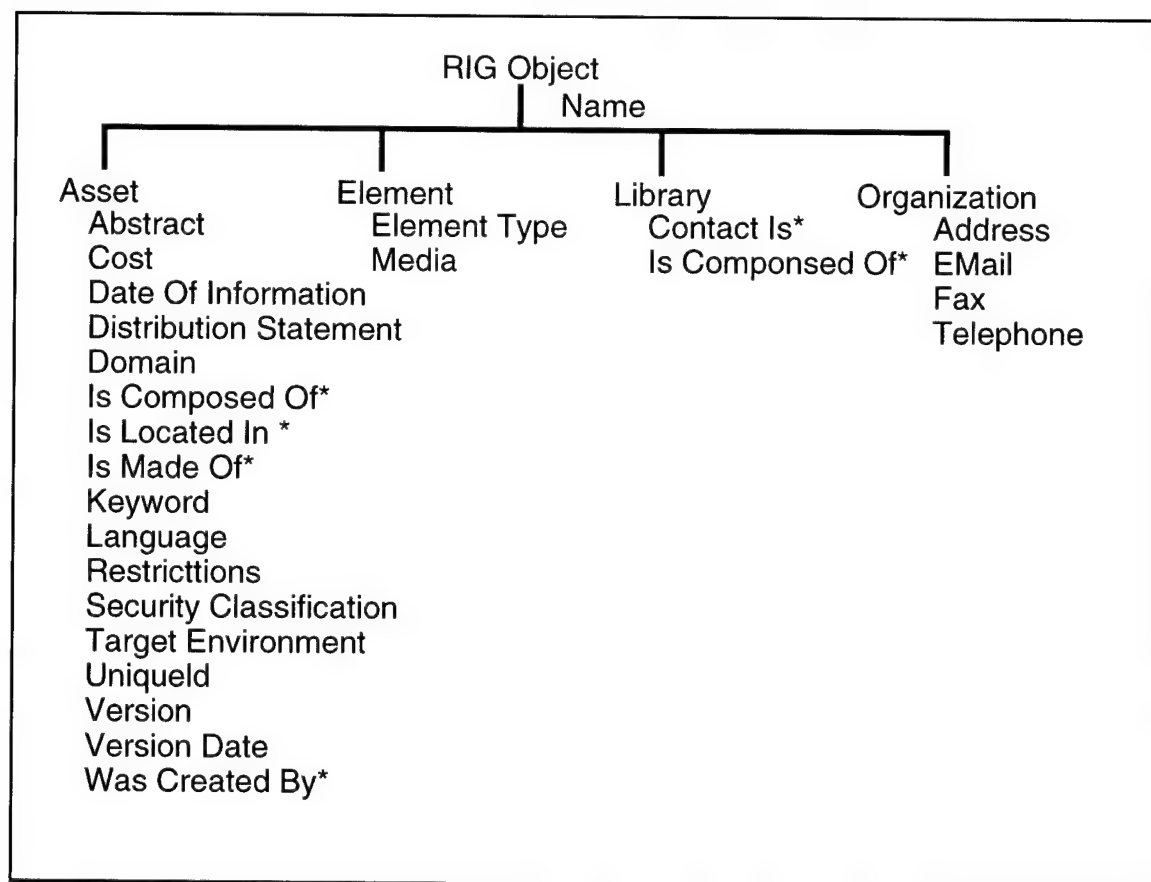 RIG Object
Name
Asset
Abstract
Cost
Date Of Information
Distribution Statement
Domain
Is Composed Of*
Is Located In *
Is Made Of*
Keyword
Language
Restricttions
Security Classification
Target Environment
UniqueId
Version
Version Date
Was Created By*
Element
Element Type
Media
Library
Contact Is*
Is Componsed Of*
Organization
Address
EMail
Fax
Telephone